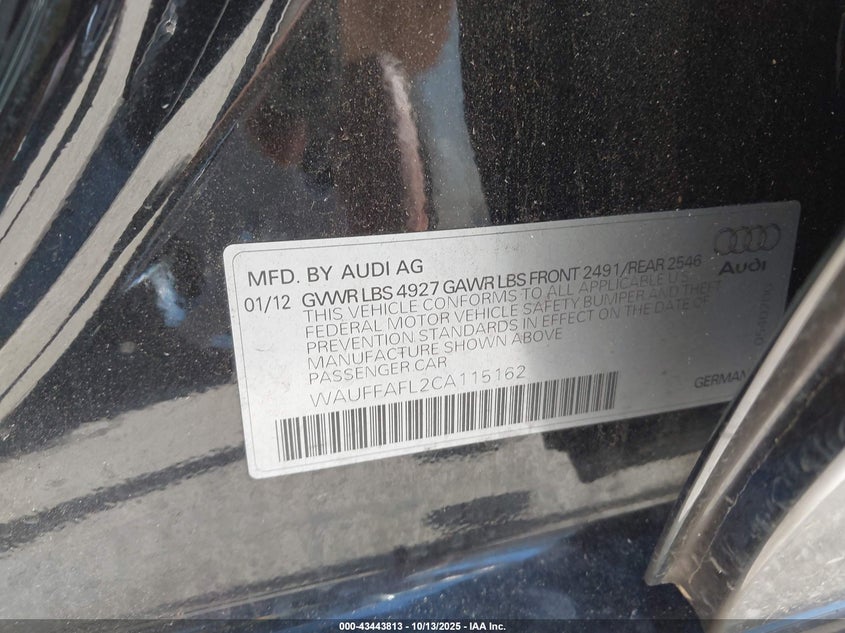 MFD. BY AUDI AG
01/12 GVWR LBS 4927 GAWR LBS FRONT 2491/REAR 2546
THIS VEHICLE CONFORMS TO ALL APPLICABLE U.S.
FEDERAL MOTOR VEHICLE SAFETY BUMPER AND THEFT
PREVENTION STANDARDS IN EFFECT ON THE DATE OF
MANUFACTURE SHOWN ABOVE
PASSENGER CAR
WAUFFAFL2CA115162
Audi
GERMAN
000-43443813 - 10/13/2025 - IAA Inc.